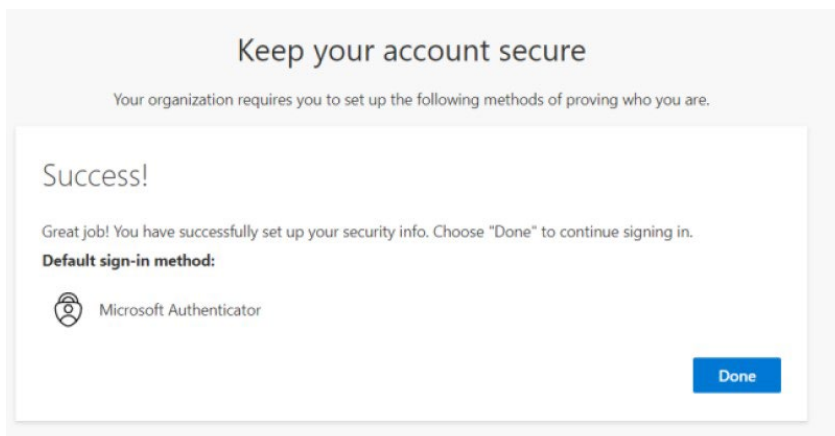 Keep your account secure
Your organization requires you to set up the following methods of proving who you are.
Success!
Great job! You have successfully set up your security info. Choose "Done" to continue signing in.
Default sign-in method:
Microsoft Authenticator
Done